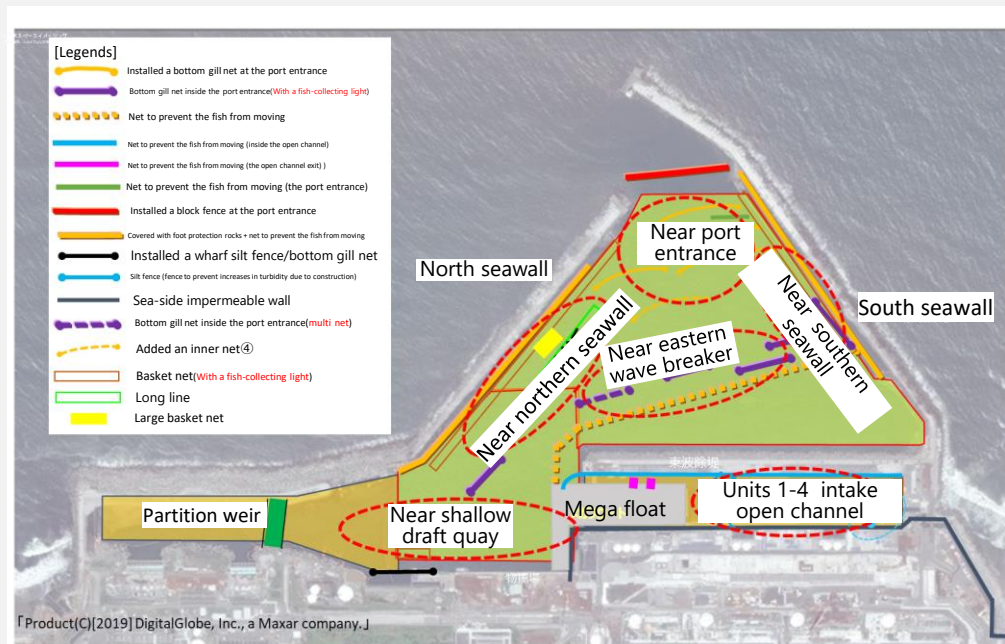 [Legends]
Installed a bottom gill net at the port entrance
Bottom gill net inside the port entrance(With a fish-collecting light)
Net to prevent the fish from moving
Net to prevent the fish from moving (inside the open channel)
Net to prevent the fish from moving (the open channel exit) )
Net to prevent the fish from moving (the port entrance)
Installed a block fence at the port entrance
Covered with foot protection rocks + net to prevent the fish from moving
Installed a wharf silt fence/bottom gill net
Silt fence (fence to prevent increases in turbidity due to construction)
Sea-side impermeable wall
Bottom gill net inside the port entrance(multi net)
Added an inner net④
Basket net(With a fish-collecting light)
Long line
Large basket net
North seawall
Near port
entrance
South seawall
Near southern
seawall
Near eastern
wave breaker
Near northern seawall
東波除堤
Partition weir
Near shallow
draft quay
Mega float
Units 1-4 intake
open channel
物揚場
「Product(C)[2019] DigitalGlobe, Inc., a Maxar company.」